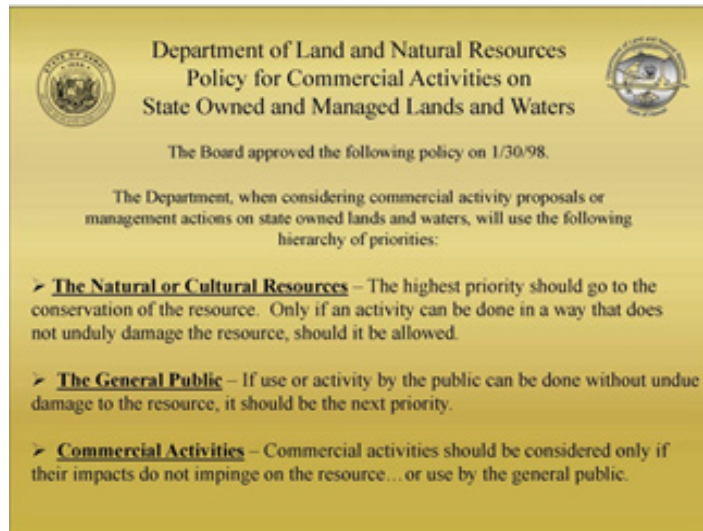 Department of Land and Natural Resources
Policy for Commercial Activities on
State Owned and Managed Lands and Waters
The Board approved the following policy on 1/30/98.
The Department, when considering commercial activity proposals or
management actions on state owned lands and waters, will use the following
hierarchy of priorities:
➢ The Natural or Cultural Resources – The highest priority should go to the
conservation of the resource. Only if an activity can be done in a way that does
not unduly damage the resource, should it be allowed.
➢ The General Public – If use or activity by the public can be done without undue
damage to the resource, it should be the next priority.
➢ Commercial Activities – Commercial activities should be considered only if
their impacts do not impinge on the resource…or use by the general public.